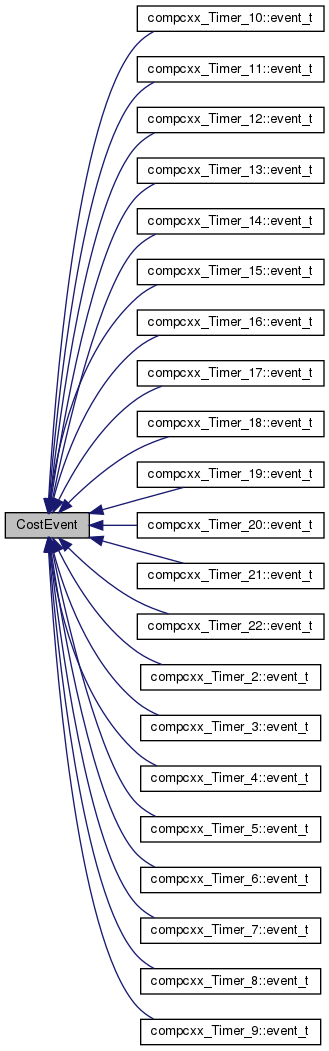 compcxx_Timer_10::event_t
compcxx_Timer_11::event_t
compcxx_Timer_12::event_t
compcxx_Timer_13::event_t
compcxx_Timer_14::event_t
compcxx_Timer_15::event_t
compcxx_Timer_16::event_t
compcxx_Timer_17::event_t
compcxx_Timer_18::event_t
compcxx_Timer_19::event_t
CostEvent
compcxx_Timer_20::event_t
compcxx_Timer_21::event_t
compcxx_Timer_22::event_t
compcxx_Timer_2::event_t
compcxx_Timer_3::event_t
compcxx_Timer_4::event_t
compcxx_Timer_5::event_t
compcxx_Timer_6::event_t
compcxx_Timer_7::event_t
compcxx_Timer_8::event_t
compcxx_Timer_9::event_t